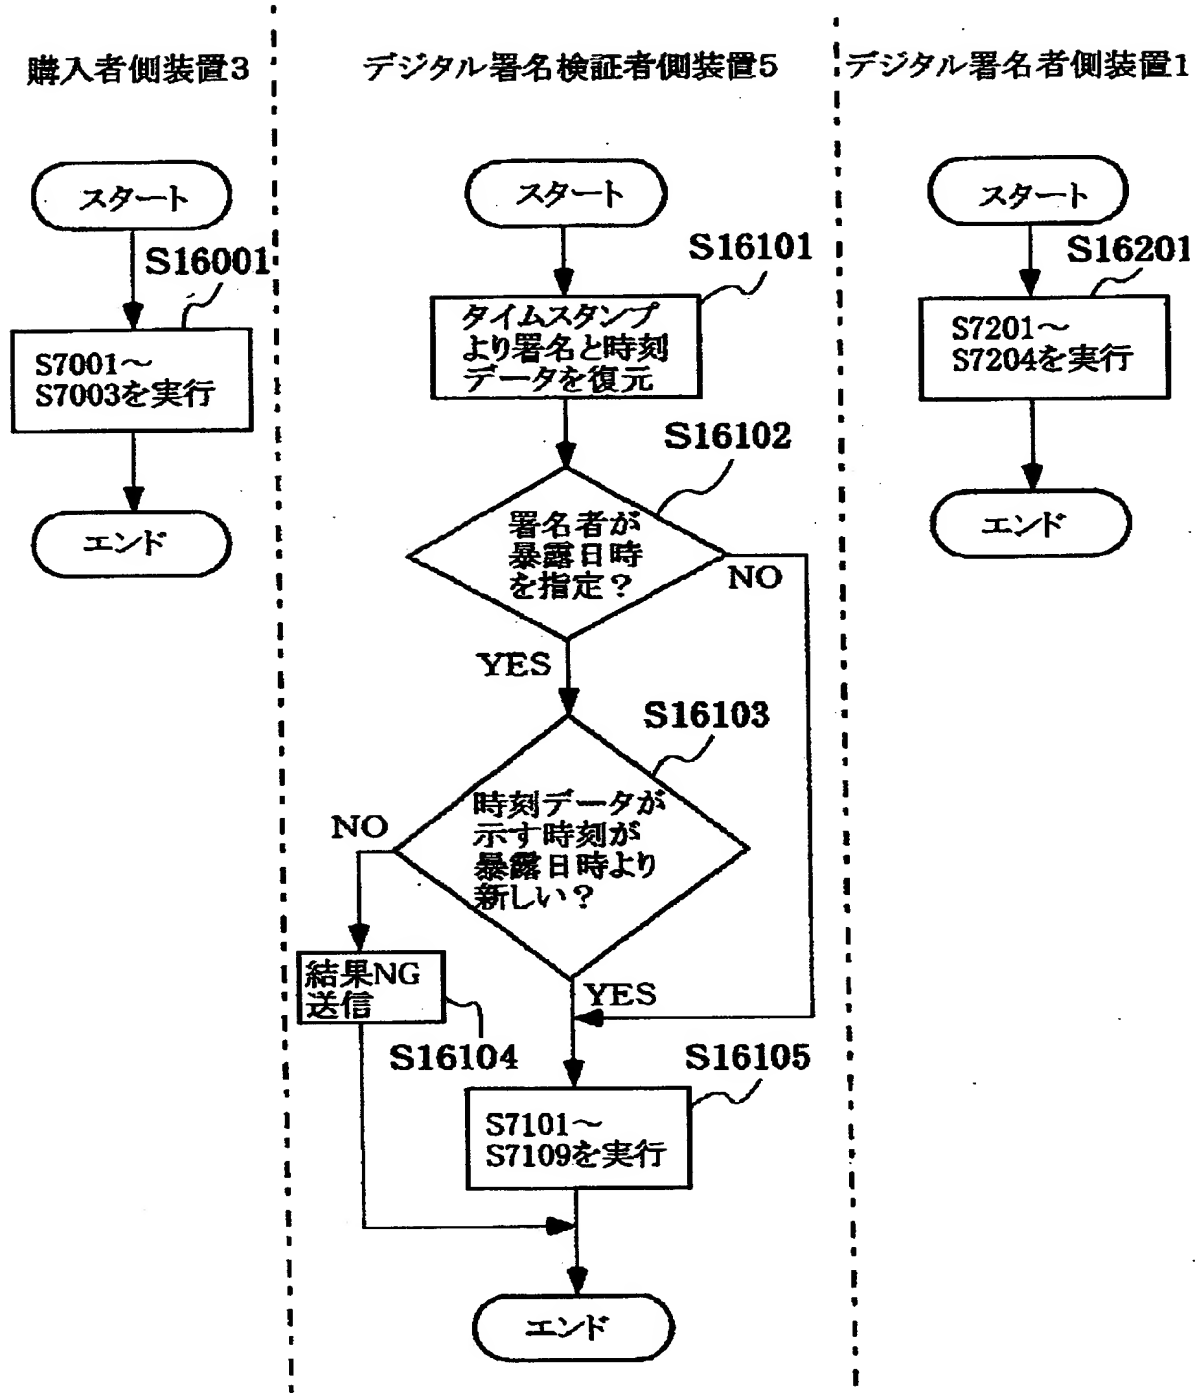 購入者側装置3
デジタル署名検証者側装置5
デジタル署名者側装置1
スタート
S16001
S7001～
S7003を実行
エンド
スタート
S16101
タイムスタンプ
より署名と時刻
データを復元
S16102
署名者が
暴露日時
を指定?
NO
YES
S16103
時刻データが
示す時刻が
暴露日時より
新しい?
NO
YES
結果NG
送信
S16104
S16105
S7101～
S7109を実行
エンド
スタート
S16201
S7201～
S7204を実行
エンド